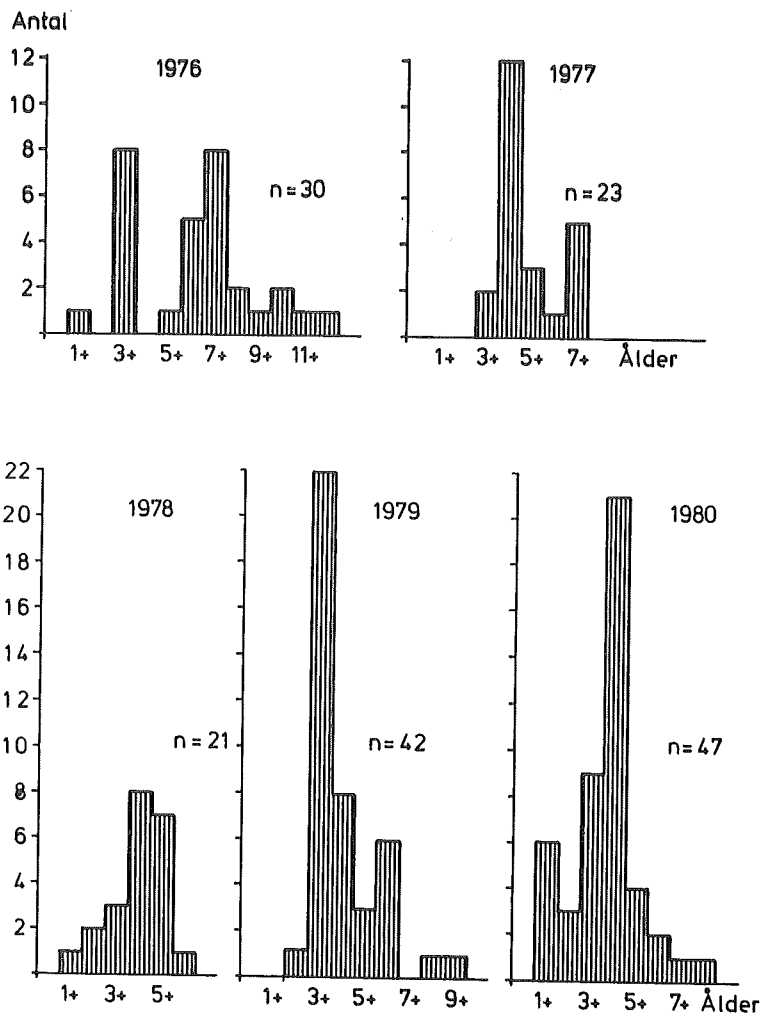 Antal
12
10
8
6
4
2
1976
n=30
1+ 3+ 5+ 7+ 9+ 11+
1977
n=23
1+ 3+ 5+ 7+ Ålder
22
20
18
16
14
12
10
8
6
4
2
1978
n=21
1+ 3+ 5+
1979
n=42
1+ 3+ 5+ 7+ 9+
1980
n=47
1+ 3+ 5+ 7+ Ålder